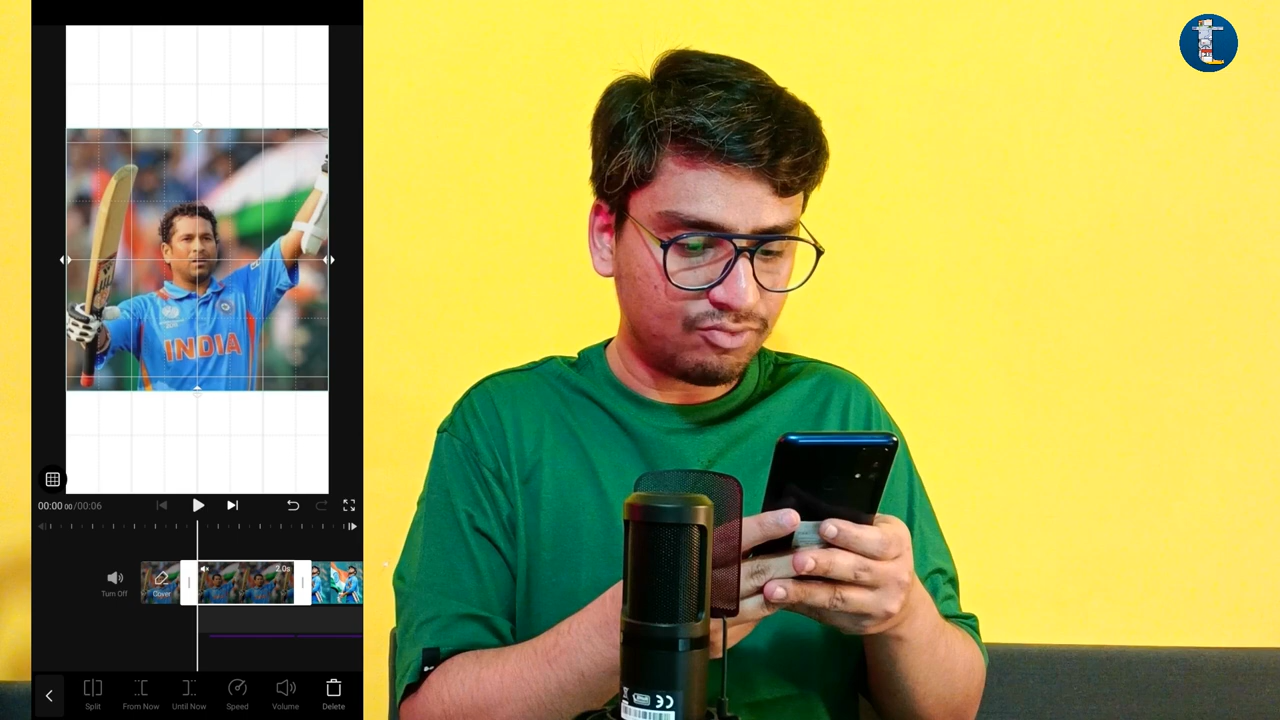 INDIA
00:00 00/00:06
2.0s
Turn Off
Cover
Split
From Now
Until Now
Speed
Volume
Delete
CE